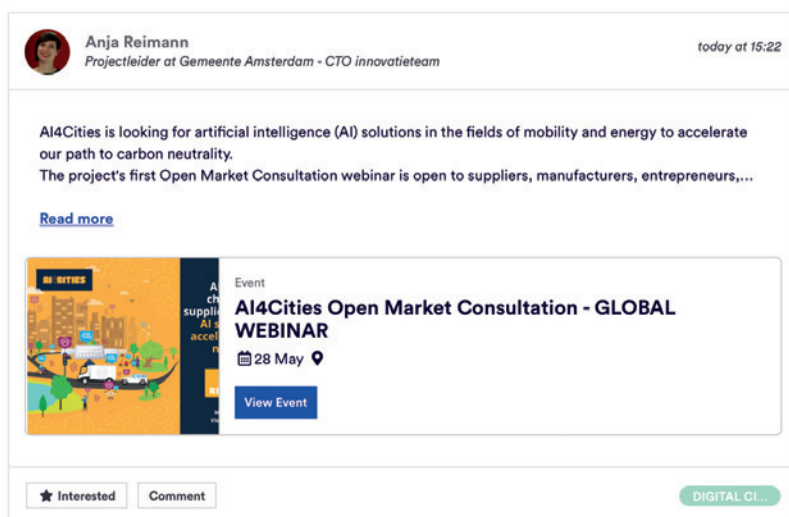 Anja Reimann
Projectleider at Gemeente Amsterdam - CTO innovatieteam
today at 15:22
AI4Cities is looking for artificial intelligence (AI) solutions in the fields of mobility and energy to accelerate
our path to carbon neutrality.
The project's first Open Market Consultation webinar is open to suppliers, manufacturers, entrepreneurs,...
Read more
Event
AI4Cities Open Market Consultation - GLOBAL
WEBINAR
28 May
View Event
Interested
Comment
DIGITAL CI...